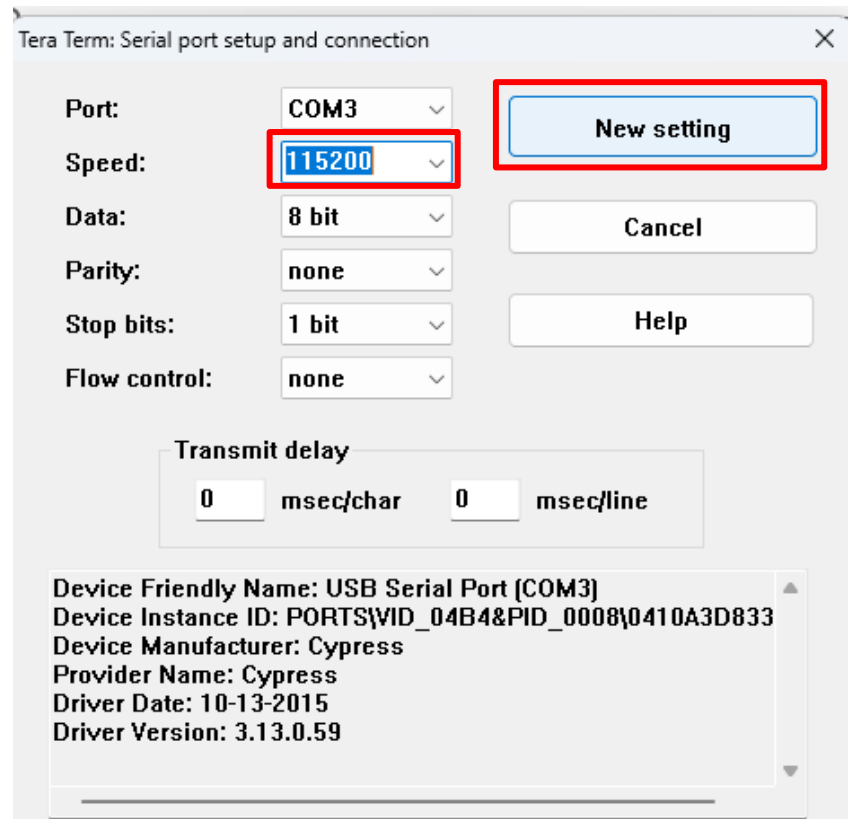 Tera Term: Serial port setup and connection
Port: COM3 New setting
Speed: 115200
Data: 8 bit Cancel
Parity: none
Stop bits: 1 bit Help
Flow control: none
Transmit delay
0 msec/char 0 msec/line
Device Friendly Name: USB Serial Port (COM3)
Device Instance ID: PORTS\VID_04B4&PID_0008\0410A3D833
Device Manufacturer: Cypress
Provider Name: Cypress
Driver Date: 10-13-2015
Driver Version: 3.13.0.59